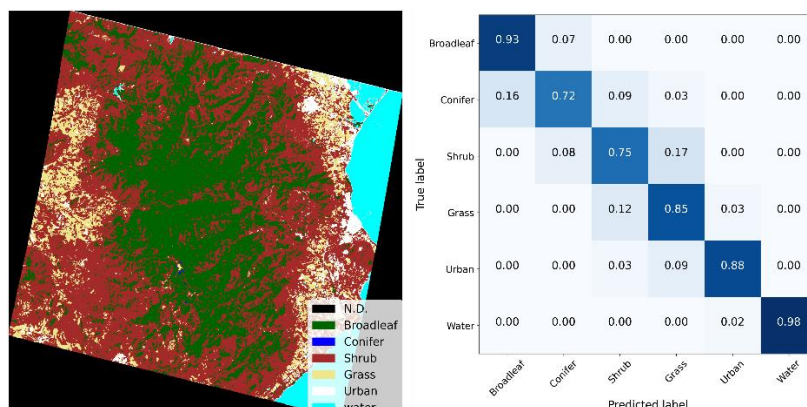 N.D.
Broadleaf
Conifer
Shrub
Grass
Urban
water
True label
Broadleaf 0.93 0.07 0.00 0.00 0.00 0.00
Conifer 0.16 0.72 0.09 0.03 0.00 0.00
Shrub 0.00 0.08 0.75 0.17 0.00 0.00
Grass 0.00 0.00 0.12 0.85 0.03 0.00
Urban 0.00 0.00 0.03 0.09 0.88 0.00
Water 0.00 0.00 0.00 0.00 0.02 0.98
Broadleaf Conifer Shrub Grass Urban Water
Predicted label